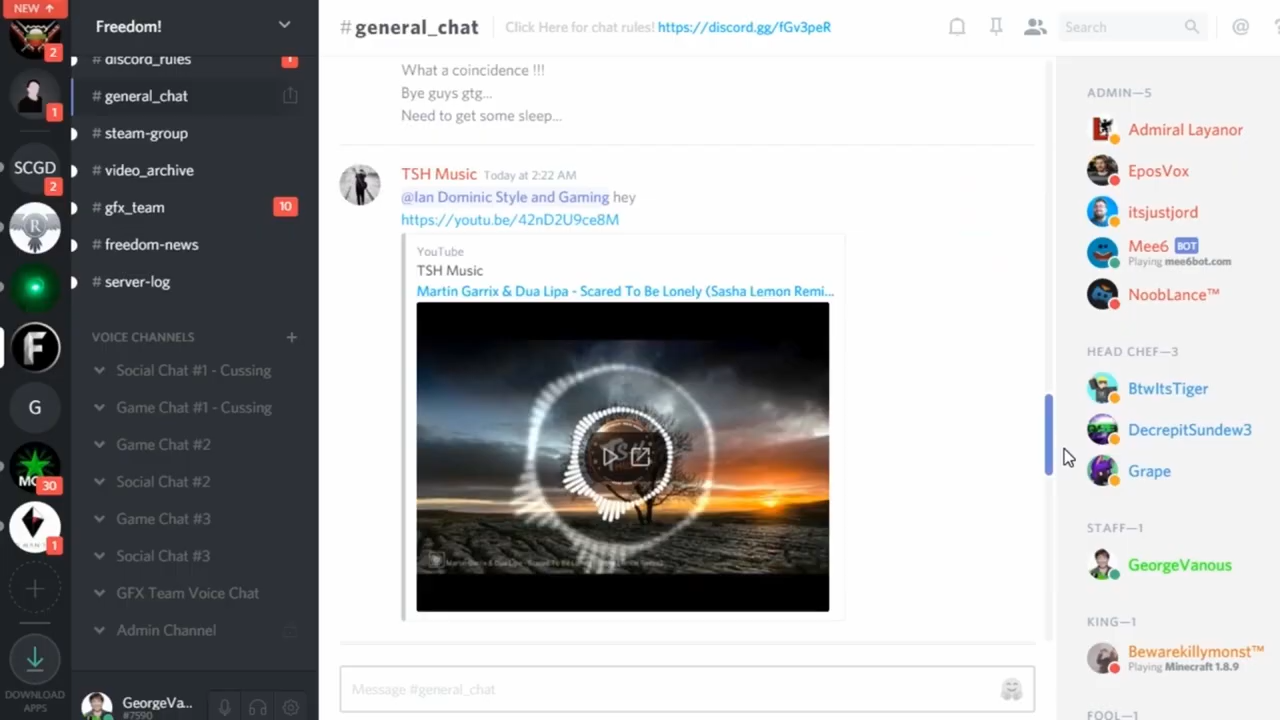 NEW ↑
2
1
SCGD
2
R
F
G
MC
30
1
DOWNLOAD
APPS
Freedom!
# discord_rules
1
# general_chat
# steam-group
# video_archive
# gfx_team
10
# freedom-news
# server-log
VOICE CHANNELS
Social Chat #1 - Cussing
Game Chat #1 - Cussing
Game Chat #2
Social Chat #2
Game Chat #3
Social Chat #3
GFX Team Voice Chat
Admin Channel
GeorgeVa...
#7590
#general_chat
Click Here for chat rules! https://discord.gg/fGv3peR
Search
@
?
What a coincidence !!!
Bye guys gtg...
Need to get some sleep...
TSH Music Today at 2:22 AM
@Ian Dominic Style and Gaming hey
https://youtu.be/42nD2U9ce8M
YouTube
TSH Music
Martin Garrix & Dua Lipa - Scared To Be Lonely (Sasha Lemon Remi...
Message #general_chat
ADMIN—5
Admiral Layanor
EposVox
itsjustjord
Mee6 BOT
Playing mee6bot.com
NoobLance™
HEAD CHEF—3
BtwItsTiger
DecrepitSundew3
Grape
STAFF—1
GeorgeVanous
KING—1
Bewarekillymonst™
Playing Minecraft 1.8.9
FOOL—1